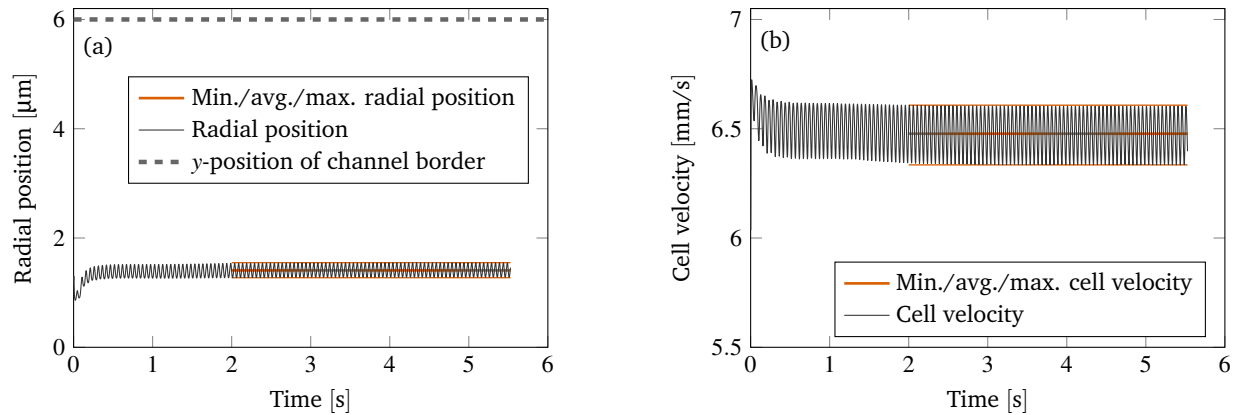 6
4
2
0
0
1
2
3
4
5
6
(a)
Radial position [μm]
Min./avg./max. radial position
Radial position
y-position of channel border
Time [s]
7
6.5
6
5.5
0
1
2
3
4
5
6
(b)
Cell velocity [mm/s]
Min./avg./max. cell velocity
Cell velocity
Time [s]